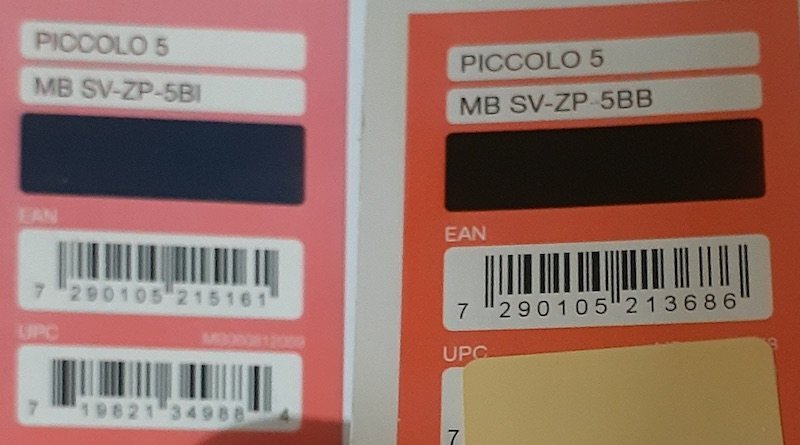 PICCOLO 5
MB SV-ZP-5BI
EAN
7 290105 215161
UPC
7 19821 34988 4
PICCOLO 5
MB SV-ZP-5BB
EAN
7 290105 213686
UPC
7